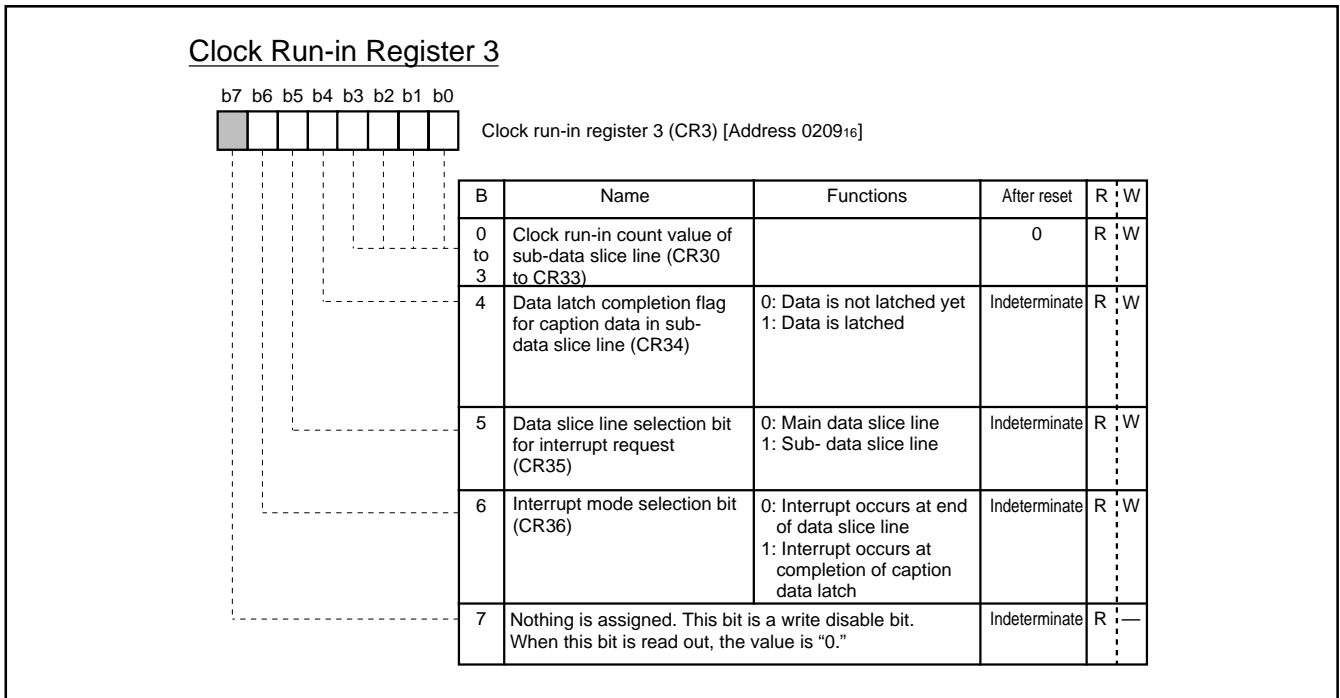 Clock Run-in Register 3
b7 b6 b5 b4 b3 b2 b1 b0
Clock run-in register 3 (CR3) [Address 0209₁₆]
B Name Functions After reset R W
0 Clock run-in count value of 0 R W
to sub-data slice line (CR30
3 to CR33)
4 Data latch completion flag 0: Data is not latched yet Indeterminate R W
for caption data in sub- 1: Data is latched
data slice line (CR34)
5 Data slice line selection bit 0: Main data slice line Indeterminate R W
for interrupt request 1: Sub- data slice line
(CR35)
6 Interrupt mode selection bit 0: Interrupt occurs at end Indeterminate R W
(CR36) of data slice line
1: Interrupt occurs at
completion of caption
data latch
7 Nothing is assigned. This bit is a write disable bit. Indeterminate R —
When this bit is read out, the value is “0.”